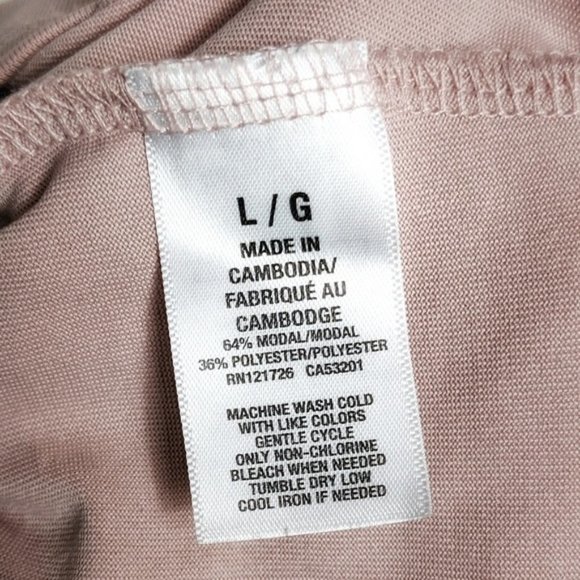 L / G
MADE IN
CAMBODIA/
FABRIQUÉ AU
CAMBODGE
64% MODAL/MODAL
36% POLYESTER/POLYESTER
RN121726 CA53201
MACHINE WASH COLD
WITH LIKE COLORS
GENTLE CYCLE
ONLY NON-CHLORINE
BLEACH WHEN NEEDED
TUMBLE DRY LOW
COOL IRON IF NEEDED